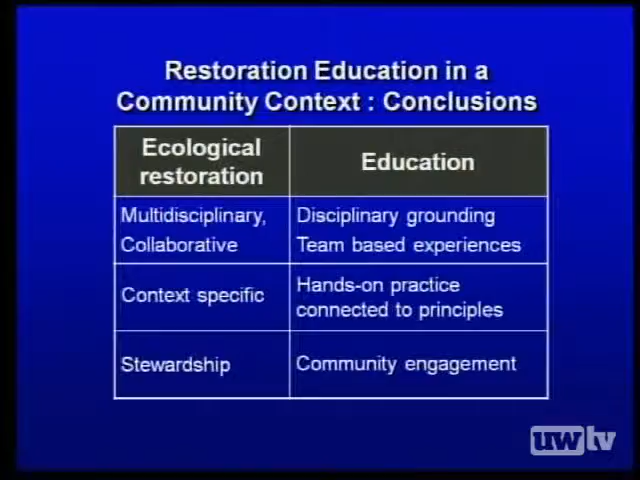 Restoration Education in a
Community Context : Conclusions
Ecological
restoration
Education
Multidisciplinary,
Collaborative
Disciplinary grounding
Team based experiences
Context specific
Hands-on practice
connected to principles
Stewardship
Community engagement
uwtv